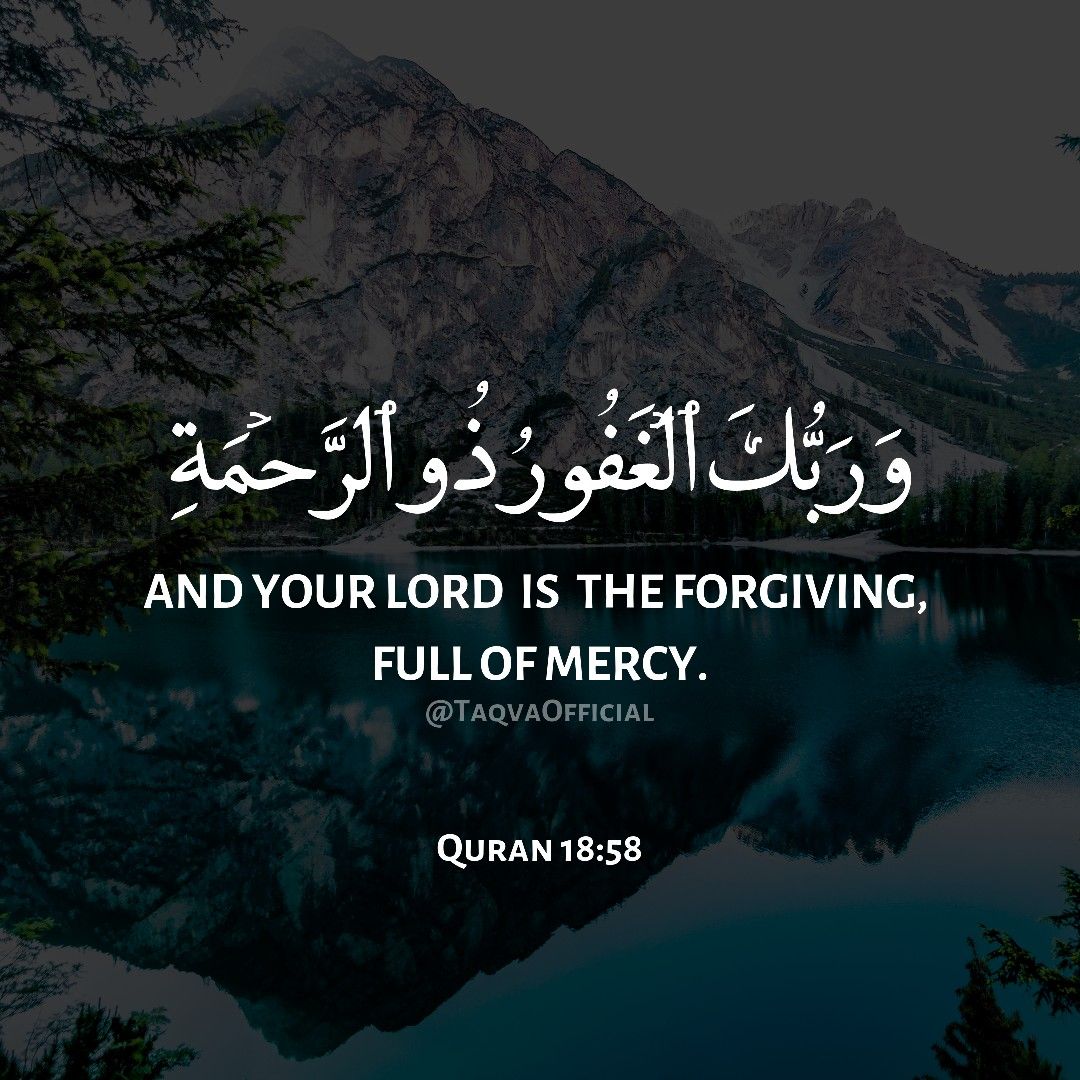 وَرَبُّكَ ٱلْغَفُورُ ذُو ٱلرَّحْمَةِ
AND YOUR LORD IS THE FORGIVING,
FULL OF MERCY.
@TAQVAOFFICIAL
QURAN 18:58